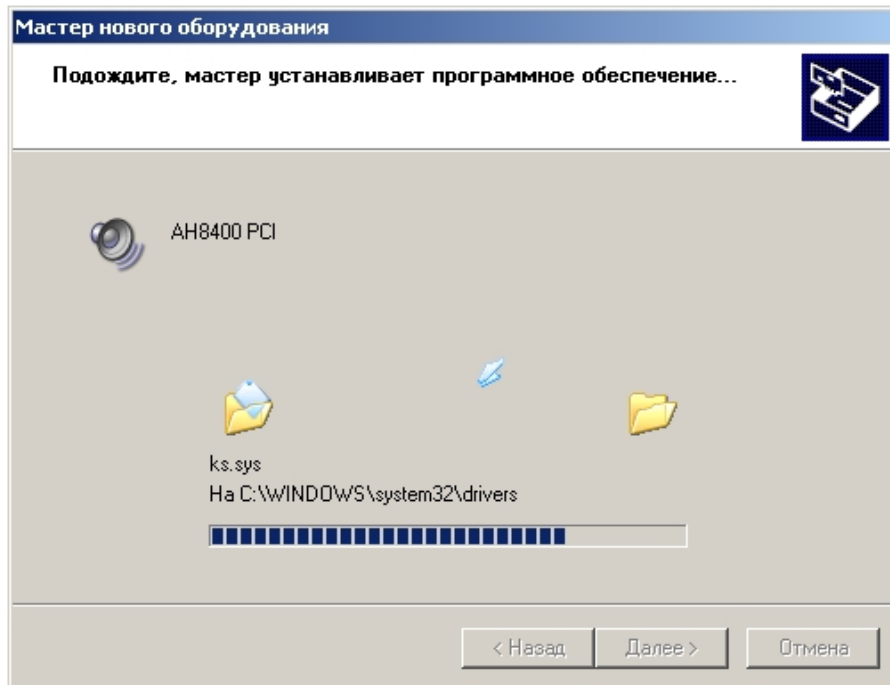 Мастер нового оборудования
Подождите, мастер устанавливает программное обеспечение...
AH8400 PCI
ks.sys
На C:\WINDOWS\system32\drivers
< Назад
Далее >
Отмена